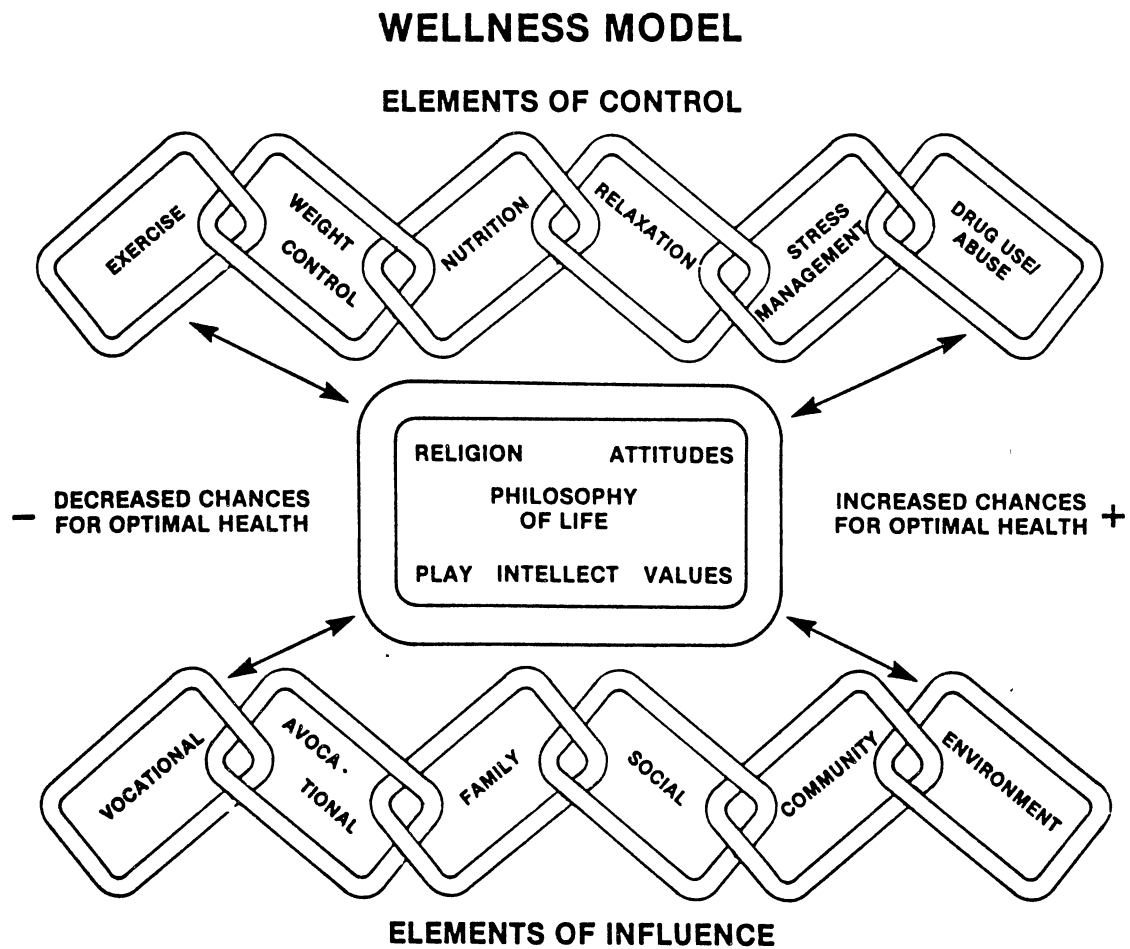 WELLNESS MODEL
ELEMENTS OF CONTROL
EXERCISE
WEIGHT
CONTROL
NUTRITION
RELAXATION
STRESS
MANAGEMENT
DRUG USE/
ABUSE
RELIGION ATTITUDES
PHILOSOPHY
OF LIFE
PLAY INTELLECT VALUES
− DECREASED CHANCES
FOR OPTIMAL HEALTH
INCREASED CHANCES
FOR OPTIMAL HEALTH +
VOCATIONAL
AVOCA-
TIONAL
FAMILY
SOCIAL
COMMUNITY
ENVIRONMENT
ELEMENTS OF INFLUENCE